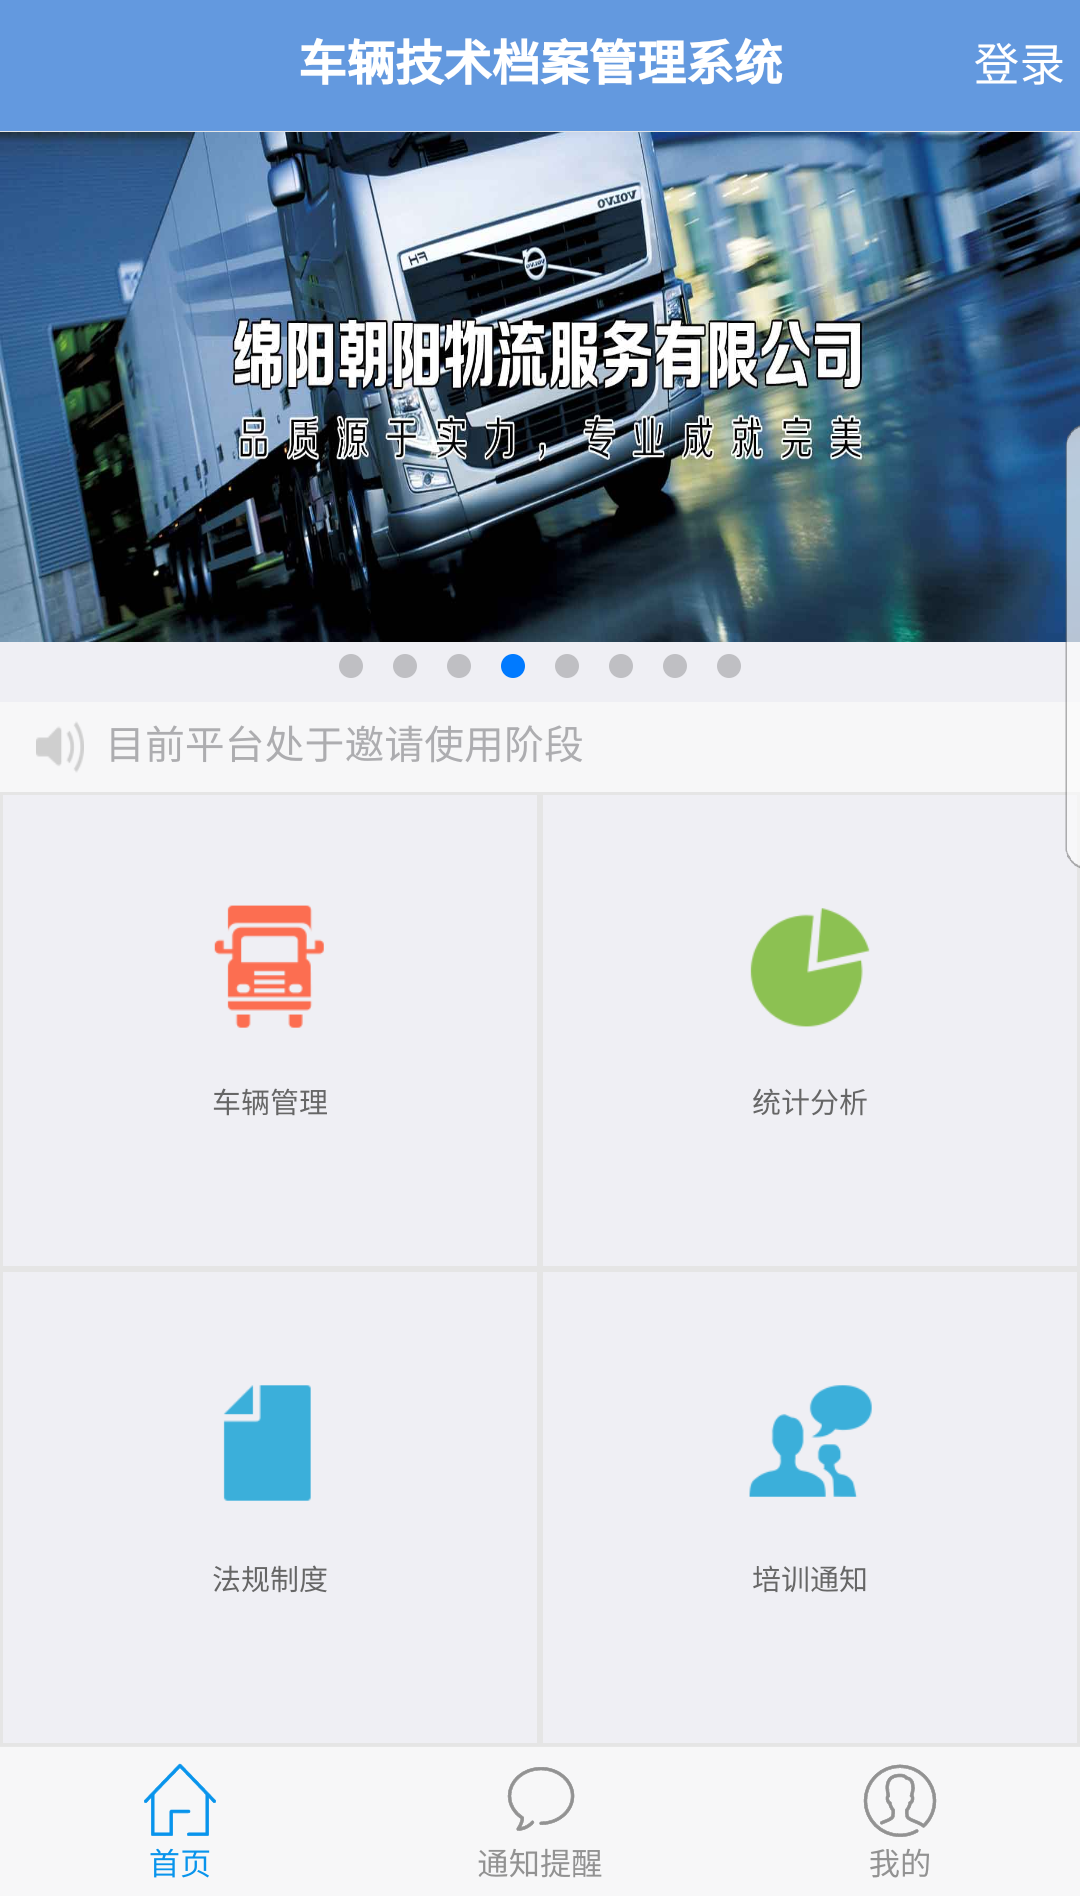 车辆技术档案管理系统
登录
VOLVO
FH
VOLVO
绵阳朝阳物流服务有限公司
品质源于实力，专业成就完美
目前平台处于邀请使用阶段
车辆管理
统计分析
法规制度
培训通知
首页
通知提醒
我的